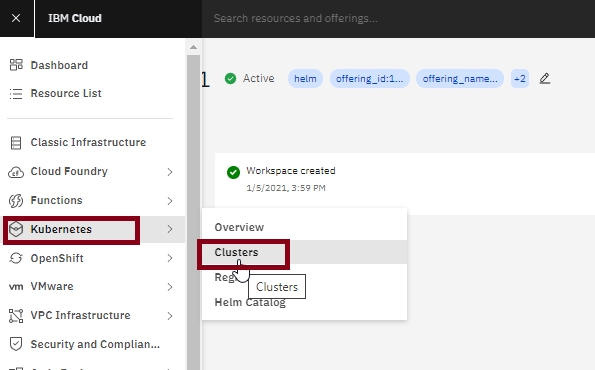 IBM Cloud
Search resources and offerings...
Dashboard
Resource List
Classic Infrastructure
Cloud Foundry
Functions
Kubernetes
OpenShift
vm VMware
VPC Infrastructure
Security and Complian...
1 Active helm offering_id:1... offering_name... +2
Workspace created
1/5/2021, 3:59 PM
Overview
Clusters
Clusters
Helm Catalog